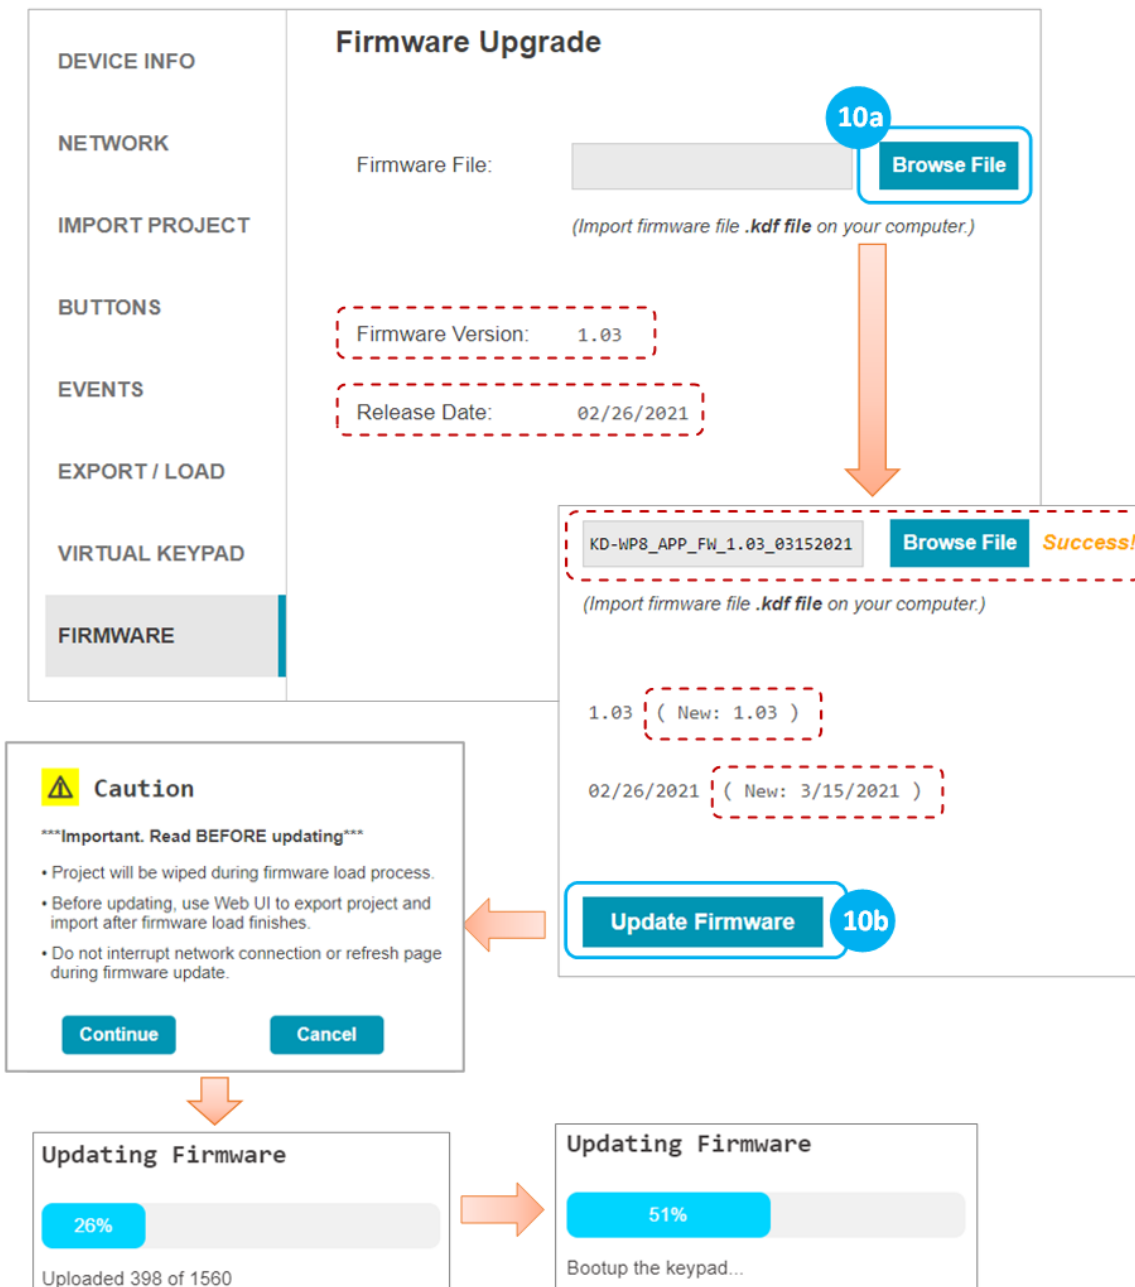 Firmware Upgrade
DEVICE INFO
NETWORK
IMPORT PROJECT
BUTTONS
EVENTS
EXPORT / LOAD
VIRTUAL KEYPAD
FIRMWARE
10a
Firmware File:
Browse File
(Import firmware file .kdf file on your computer.)
Firmware Version: 1.03
Release Date: 02/26/2021
KD-WP8_APP_FW_1.03_03152021 Browse File Success!
(Import firmware file .kdf file on your computer.)
1.03 ( New: 1.03 )
02/26/2021 ( New: 3/15/2021 )
Update Firmware 10b
Caution
***Important. Read BEFORE updating***
• Project will be wiped during firmware load process.
• Before updating, use Web UI to export project and
import after firmware load finishes.
• Do not interrupt network connection or refresh page
during firmware update.
Continue Cancel
Updating Firmware
26%
Uploaded 398 of 1560
Updating Firmware
51%
Bootup the keypad...